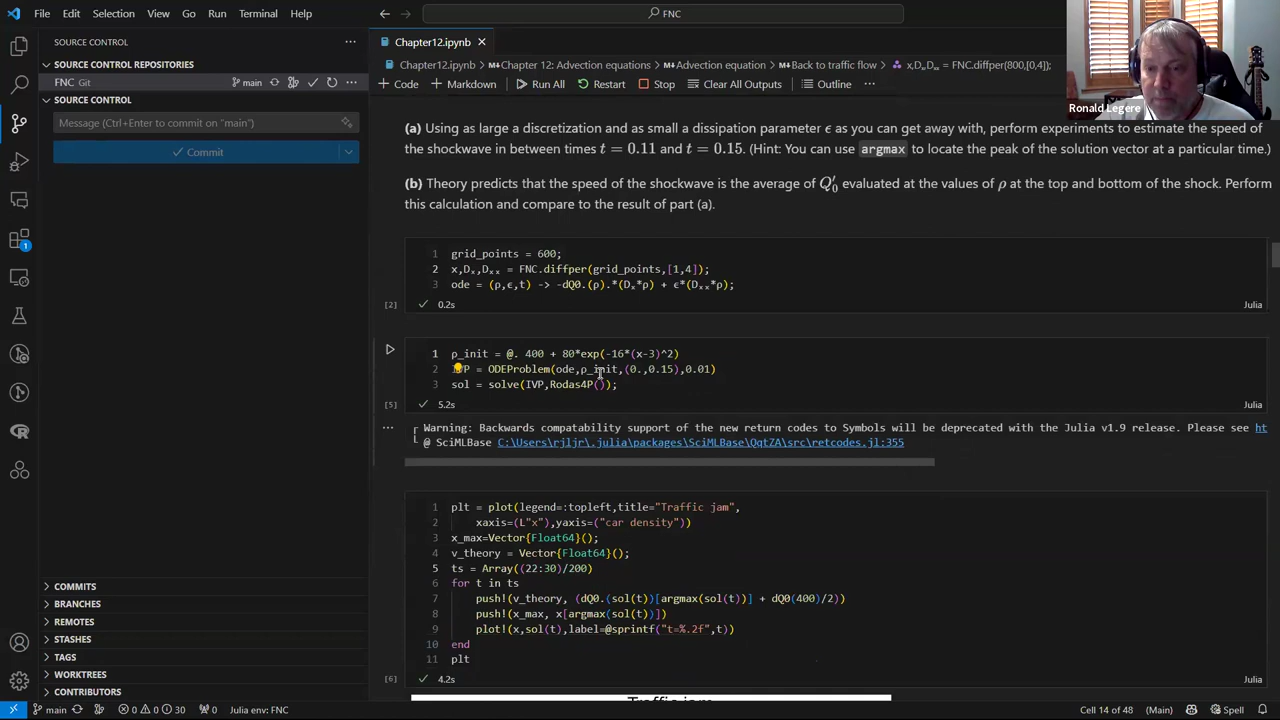 File Edit Selection View Go Run Terminal Help
FNC
SOURCE CONTROL
SOURCE CONTROL REPOSITORIES
FNC Git main
SOURCE CONTROL
Message (Ctrl+Enter to commit on "main")
Commit
COMMITS
BRANCHES
REMOTES
STASHES
TAGS
WORKTREES
CONTRIBUTORS
1
Chapter12.ipynb
chapter12.ipynb > Chapter 12: Advection equations > Advection equation > Back to traffic flow > x,Dₓ,Dₓₓ = FNC.diffper(800,[0,4]);
+ Code + Markdown Run All Restart Stop Clear All Outputs Outline
Ronald Legere
(a) Using as large a discretization and as small a dissipation parameter ϵ as you can get away with, perform experiments to estimate the speed of
the shockwave in between times t = 0.11 and t = 0.15. (Hint: You can use argmax to locate the peak of the solution vector at a particular time.)
(b) Theory predicts that the speed of the shockwave is the average of Q′₀ evaluated at the values of ρ at the top and bottom of the shock. Perform
this calculation and compare to the result of part (a).
1 grid_points = 600;
2 x,Dₓ,Dₓₓ = FNC.diffper(grid_points,[1,4]);
3 ode = (ρ,ϵ,t) -> -dQ0.(ρ).*(Dₓ*ρ) + ϵ*(Dₓₓ*ρ);
[2] 0.2s Julia
1 ρ_init = @. 400 + 80*exp(-16*(x-3)^2)
2 IVP = ODEProblem(ode,ρ_init,(0.,0.15),0.01)
3 sol = solve(IVP,Rodas4P());
[5] 5.2s Julia
┌ Warning: Backwards compatability support of the new return codes to Symbols will be deprecated with the Julia v1.9 release. Please see ht
└ @ SciMLBase C:\Users\rjljr\.julia\packages\SciMLBase\QqtZA\src\retcodes.jl:355
1 plt = plot(legend=:topleft,title="Traffic jam",
2 xaxis=(L"x"),yaxis=("car density"))
3 x_max=Vector{Float64}();
4 v_theory = Vector{Float64}();
5 ts = Array((22:30)/200)
6 for t in ts
7 push!(v_theory, (dQ0.(sol(t))[argmax(sol(t))] + dQ0(400)/2))
8 push!(x_max, x[argmax(sol(t))])
9 plot!(x,sol(t),label=@sprintf("t=%.2f",t))
10 end
11 plt
[6] 4.2s Julia
main 0 0 30 0 Julia env: FNC Cell 14 of 48 (Main) Spell